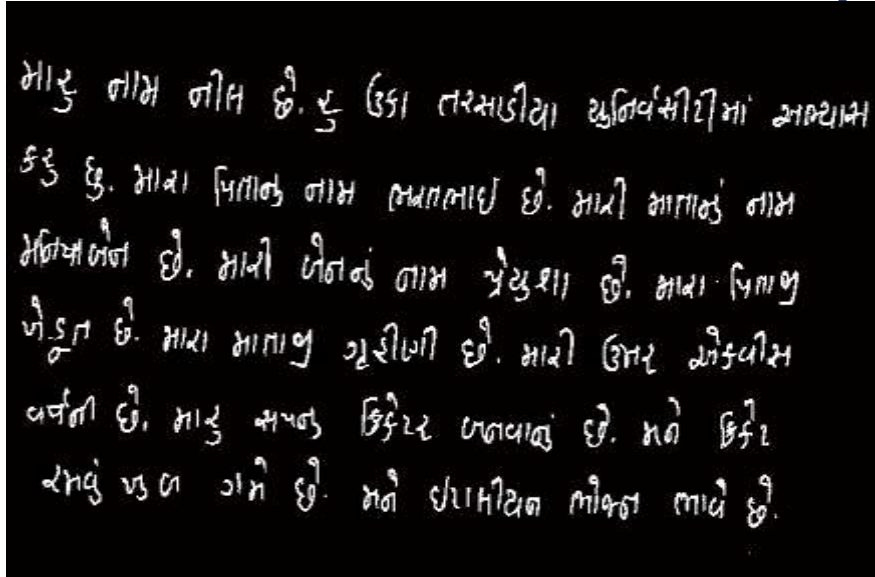 મારુ નામ નીલ છે. હુ ઉકા તરસાડીયા યુનિર્વસીટીમાં અભ્યાસ
કરુ છુ. મારા પિતાનુ નામ ભરતભાઇ છે. મારી માતાનું નામ
મનિષાબેન છે. મારી બેનનું નામ પ્રેયુશા છે. મારા પિતાજી
ખેડૂત છે. મારા માતાજી ગૃહીણી છે. મારી ઉંમર એકવીસ
વર્ષની છે. મારુ સપનુ ક્રિકેટર બનવાનું છે. મને ક્રિકેટ
રમવું ખુબ ગમે છે. મને ઇટાલીયન ભોજન ભાવે છે.